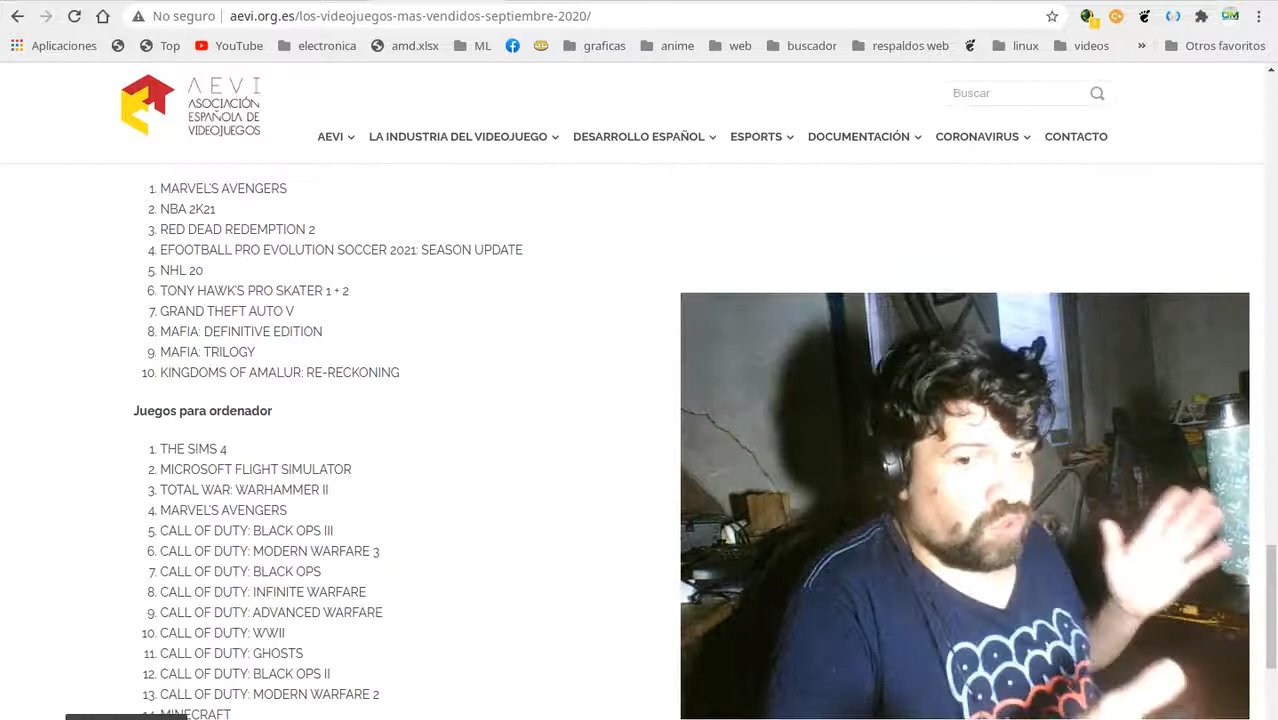 No seguro
aevi.org.es/los-videojuegos-mas-vendidos-septiembre-2020/
Aplicaciones
Top
YouTube
electronica
amd.xlsx
ML
graficas
anime
web
buscador
respaldos web
linux
videos
»
Otros favoritos
AEVI
ASOCIACIÓN
ESPAÑOLA DE
VIDEOJUEGOS
Buscar
AEVI
LA INDUSTRIA DEL VIDEOJUEGO
DESARROLLO ESPAÑOL
ESPORTS
DOCUMENTACIÓN
CORONAVIRUS
CONTACTO
1. MARVEL'S AVENGERS
2. NBA 2K21
3. RED DEAD REDEMPTION 2
4. EFOOTBALL PRO EVOLUTION SOCCER 2021: SEASON UPDATE
5. NHL 20
6. TONY HAWK'S PRO SKATER 1 + 2
7. GRAND THEFT AUTO V
8. MAFIA: DEFINITIVE EDITION
9. MAFIA: TRILOGY
10. KINGDOMS OF AMALUR: RE-RECKONING
Juegos para ordenador
1. THE SIMS 4
2. MICROSOFT FLIGHT SIMULATOR
3. TOTAL WAR: WARHAMMER II
4. MARVEL'S AVENGERS
5. CALL OF DUTY: BLACK OPS III
6. CALL OF DUTY: MODERN WARFARE 3
7. CALL OF DUTY: BLACK OPS
8. CALL OF DUTY: INFINITE WARFARE
9. CALL OF DUTY: ADVANCED WARFARE
10. CALL OF DUTY: WWII
11. CALL OF DUTY: GHOSTS
12. CALL OF DUTY: BLACK OPS II
13. CALL OF DUTY: MODERN WARFARE 2
14. MINECRAFT